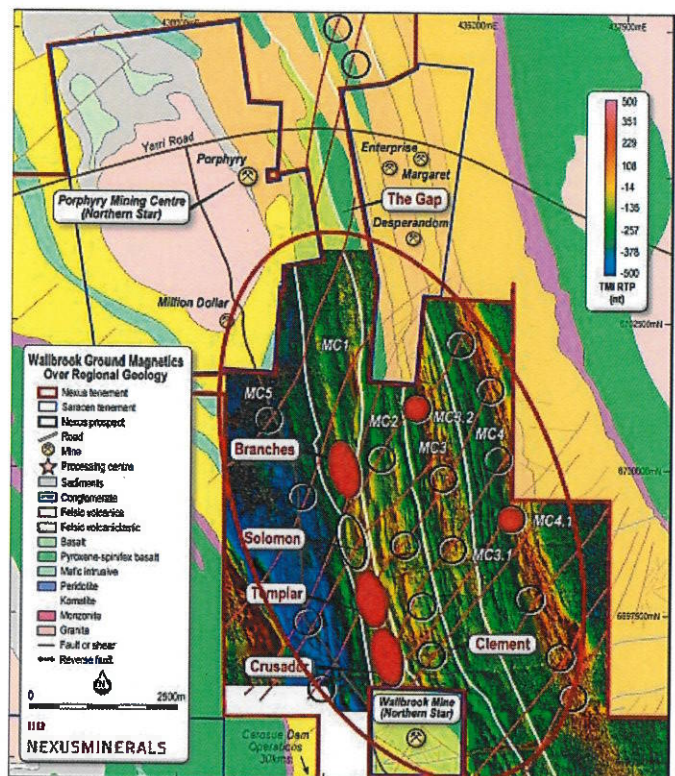 435000mE
437500mE
500
351
229
108
-14
-135
-257
-378
-500
TMI RTP
(nt)
Yarri Road
Porphyry
Enterprise
Margaret
Porphyry Mining Centre
(Northern Star)
The Gap
Desperandom
Million Dollar
Wallbrook Ground Magnetics
Over Regional Geology
Nexus tenement
Saracen tenement
Nexus prospect
Road
Mine
Processing centre
Sediments
Conglomerate
Felsic volcanics
Felsic volcaniclastic
Basalt
Pyroxene-spinifex basalt
Mafic intrusive
Peridotite
Komatiite
Monzonite
Granite
Fault or shear
Reverse fault
N
0
2500m
NEXUSMINERALS
MC1
MC5
MC2
MC3.2
MC3
MC4
Branches
6700000mN
MC4.1
Solomon
MC3.1
Templar
6697500mN
Clement
Crusader
Wallbrook Mine
(Northern Star)
Carosue Dam
Operations
30kms